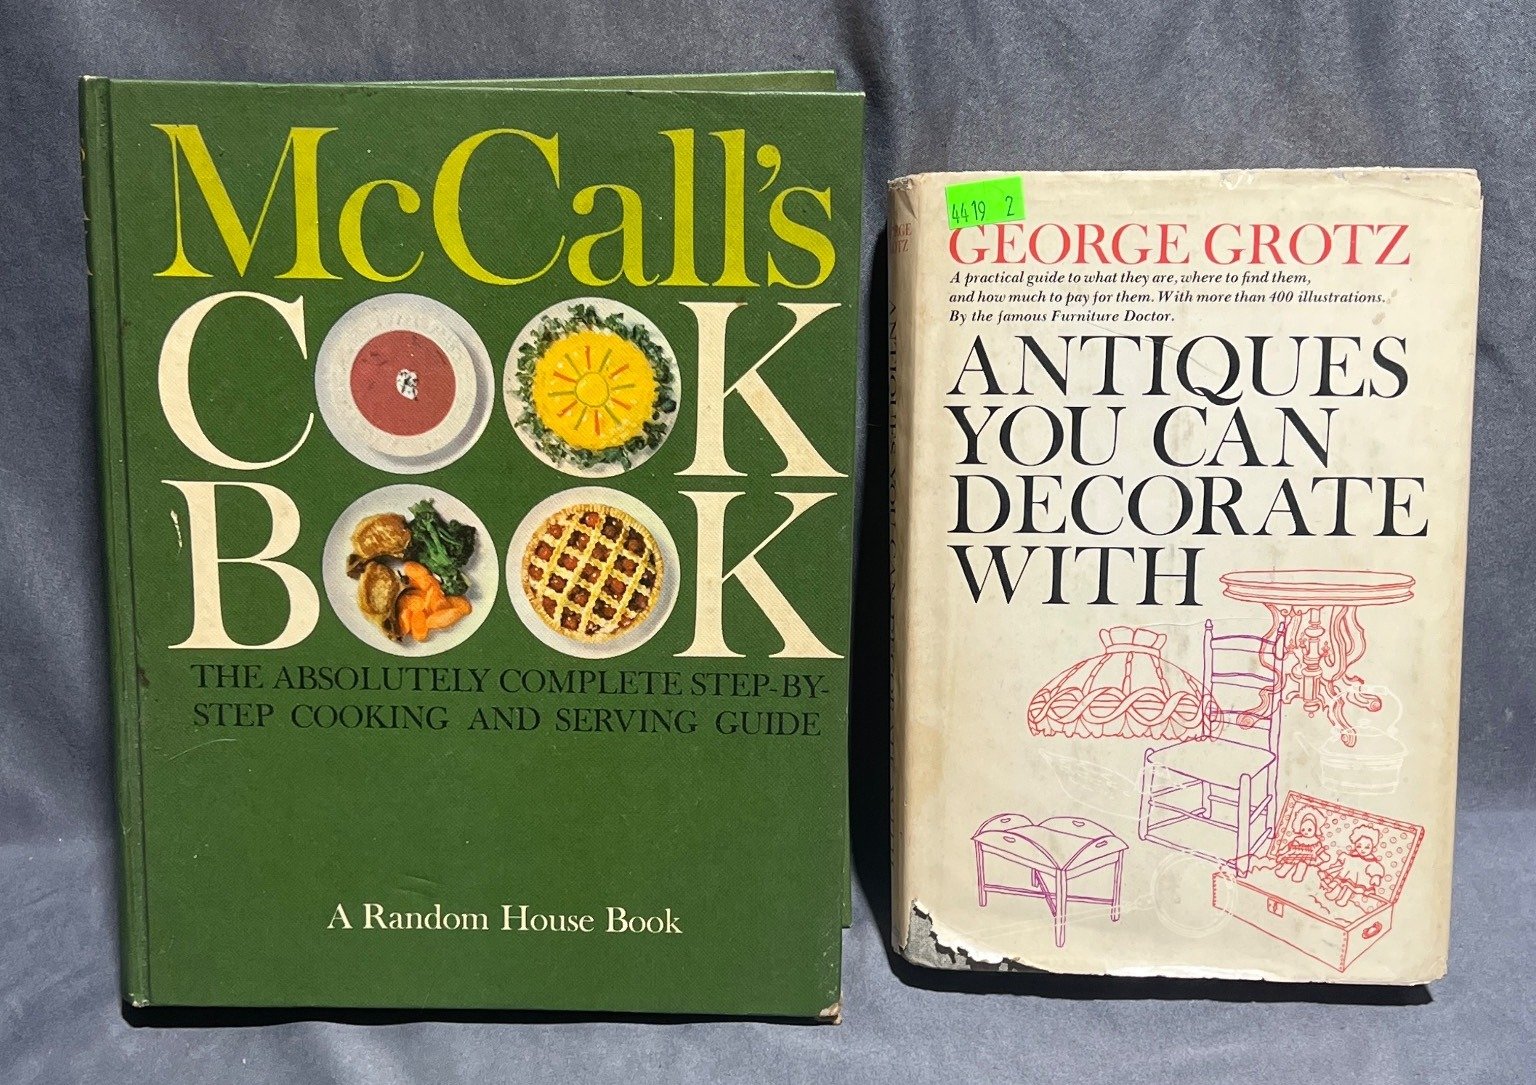 McCall's
COOK
BOOK
THE ABSOLUTELY COMPLETE STEP-BY-
STEP COOKING AND SERVING GUIDE
A Random House Book
4419 2
GEORGE GROTZ
A practical guide to what they are, where to find them,
and how much to pay for them. With more than 400 illustrations.
By the famous Furniture Doctor.
ANTIQUES
YOU CAN
DECORATE
WITH